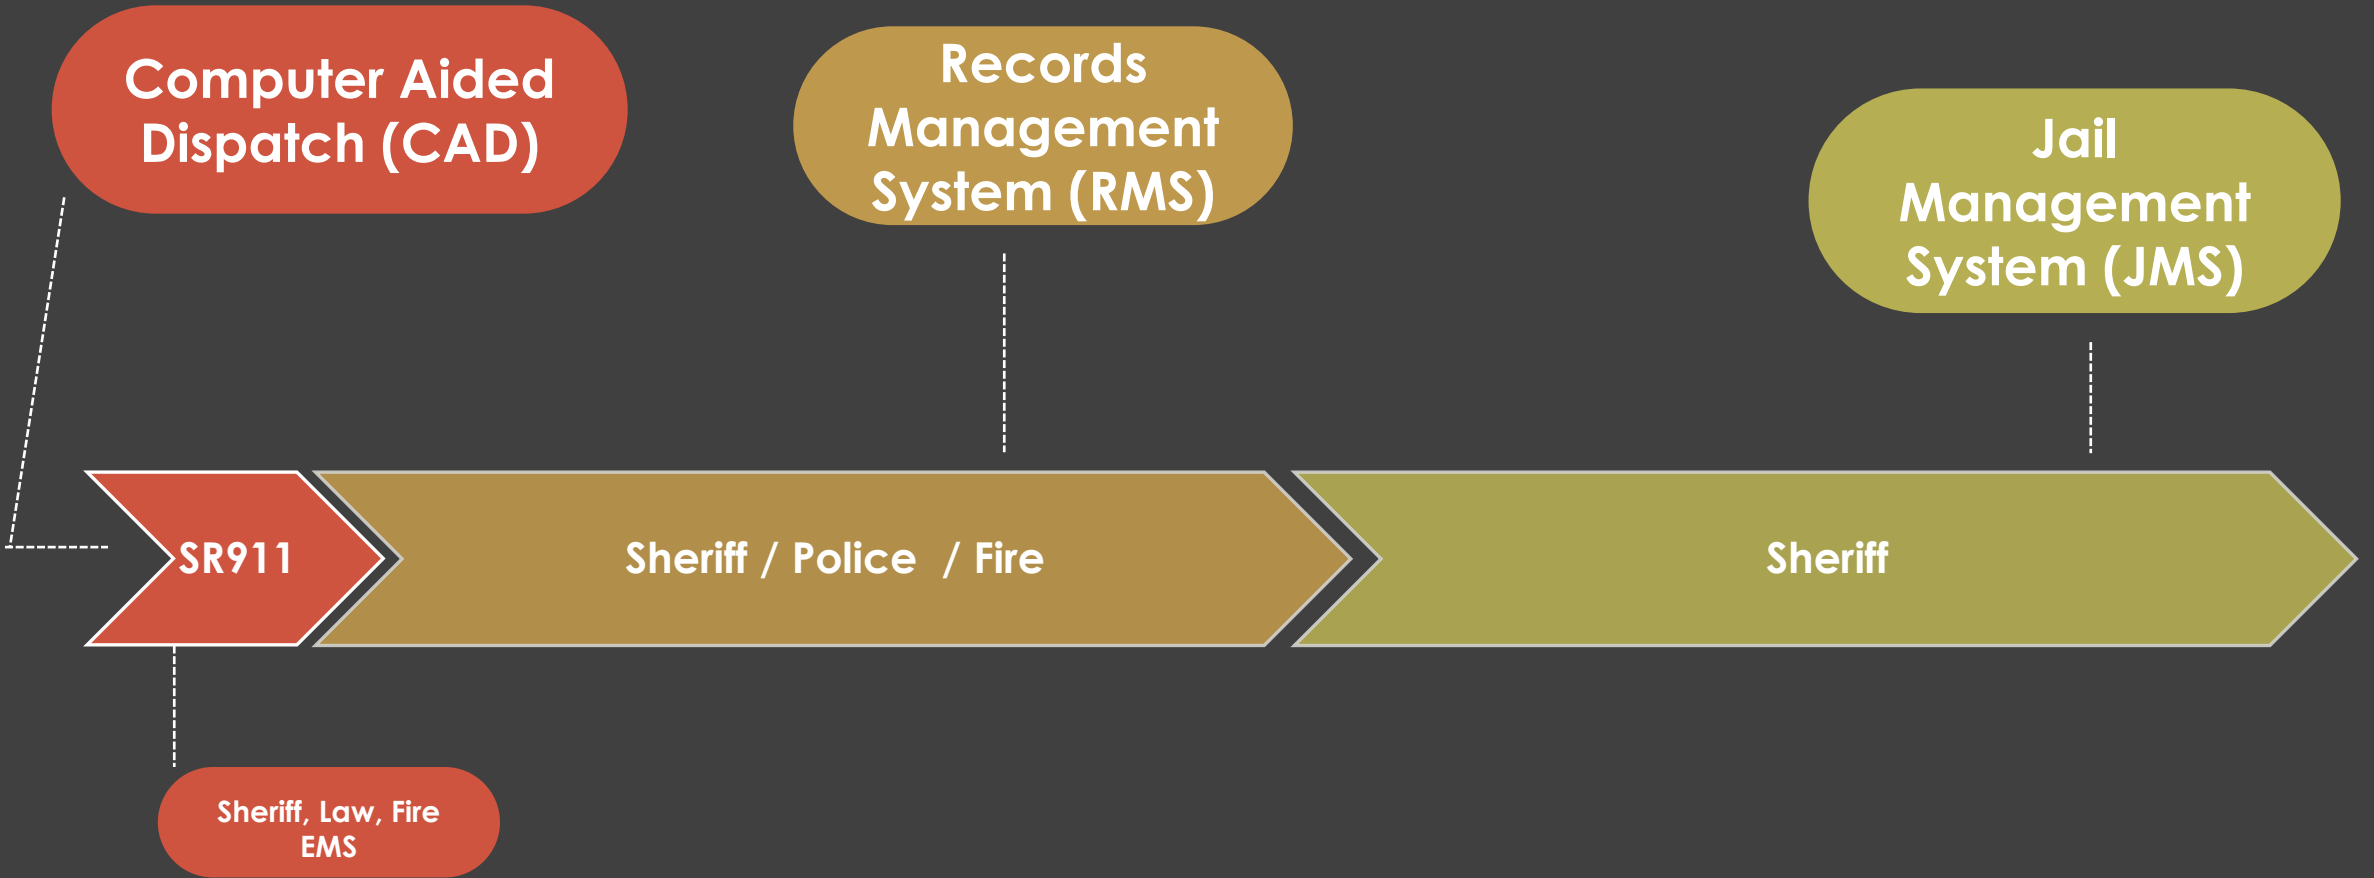 Computer Aided
Dispatch (CAD)
Records
Management
System (RMS)
Jail
Management
System (JMS)
SR911
Sheriff / Police / Fire
Sheriff
Sheriff, Law, Fire
EMS